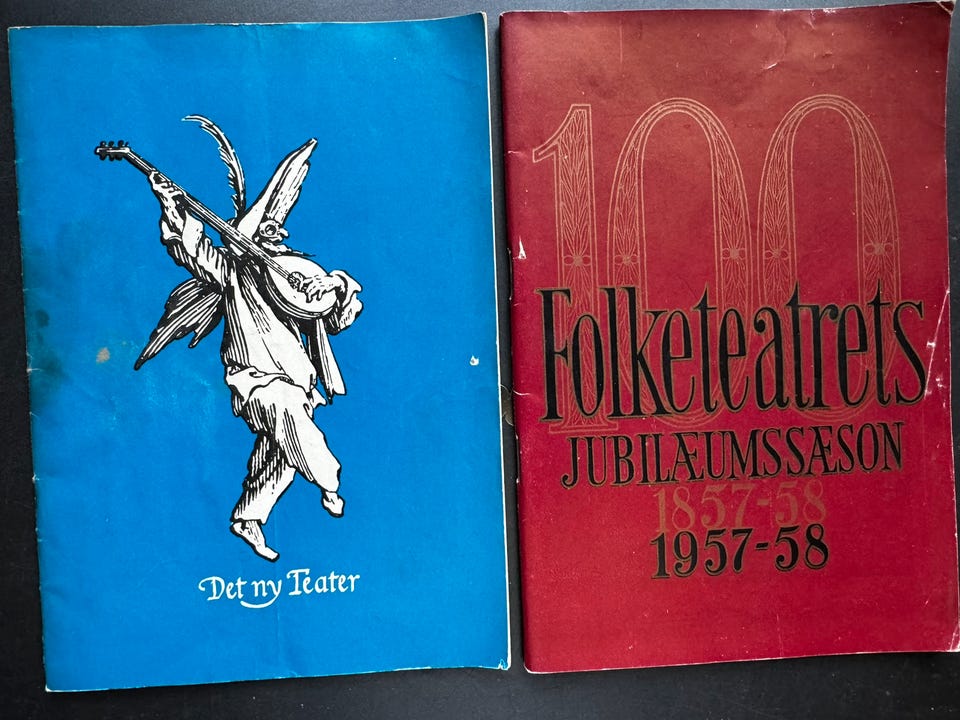 Det ny Teater
100
Folketeatrets
JUBILÆUMSSÆSON
1857-58
1957-58